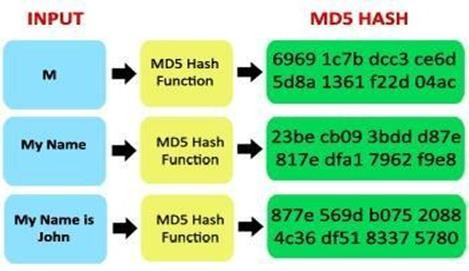 INPUT MD5 HASH
M
MD5 Hash
Function
6969 1c7b dcc3 ce6d
5d8a 1361 f22d 04ac
My Name
MD5 Hash
Function
23be cb09 3bdd d87e
817e dfa1 7962 f9e8
My Name is
John
MD5 Hash
Function
877e 569d b075 2088
4c36 df51 8337 5780